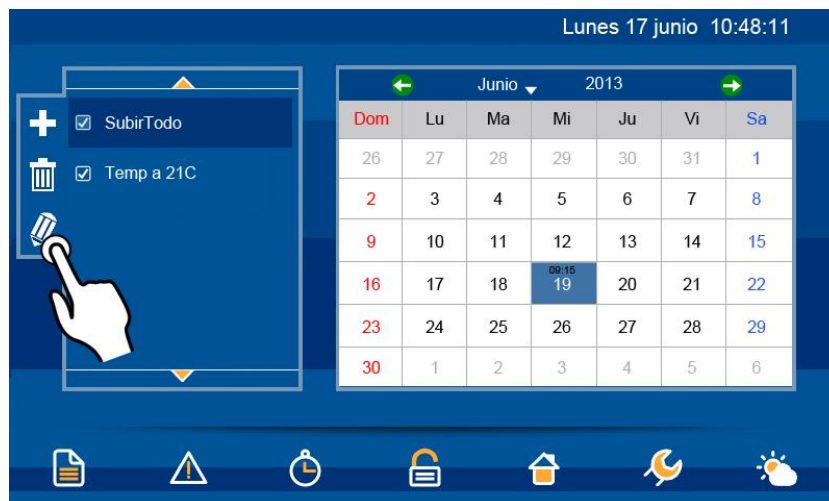 Lunes 17 junio 10:48:11
SubirTodo
Temp a 21C
Junio 2013
Dom Lu Ma Mi Ju Vi Sa
26 27 28 29 30 31 1
2 3 4 5 6 7 8
9 10 11 12 13 14 15
09:15
16 17 18 19 20 21 22
23 24 25 26 27 28 29
30 1 2 3 4 5 6